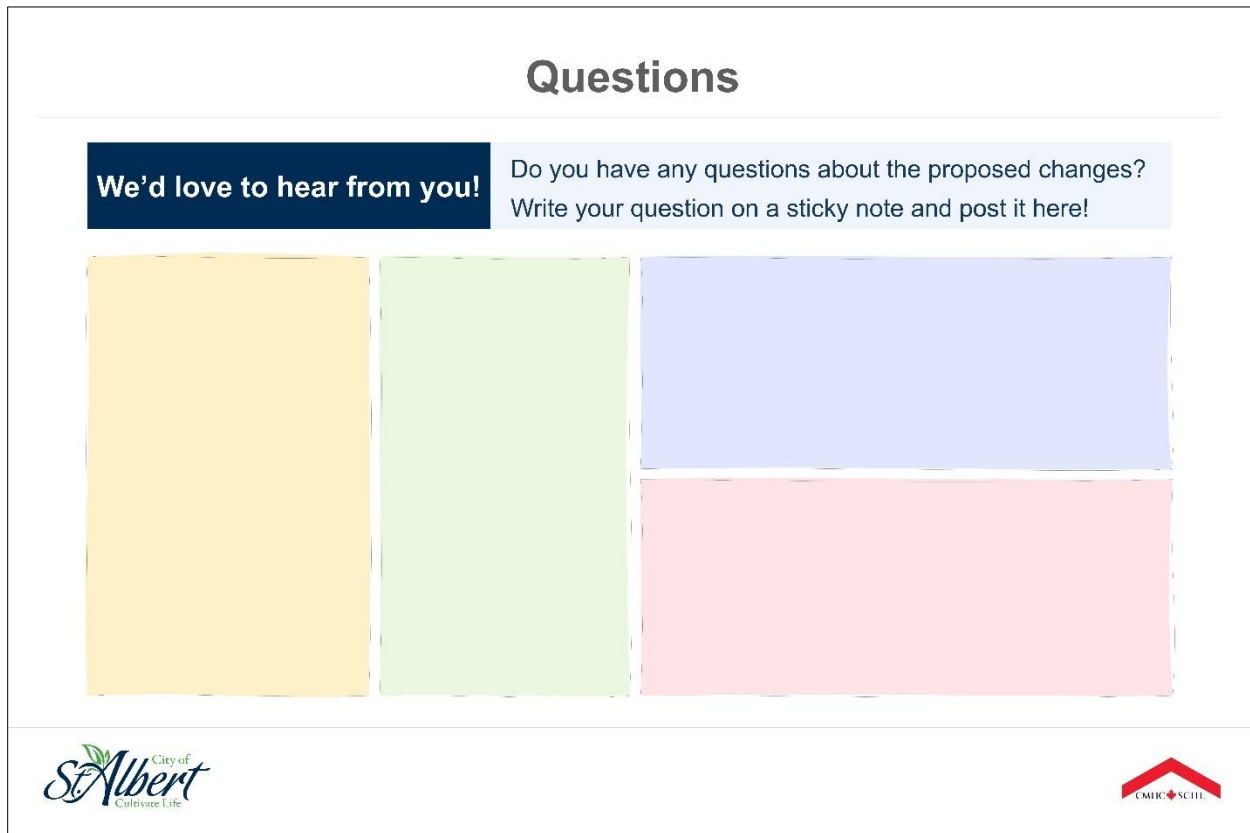 Questions
We'd love to hear from you!
Do you have any questions about the proposed changes?
Write your question on a sticky note and post it here!
City of
St. Albert
Cultivate Life
CMHC SCHL